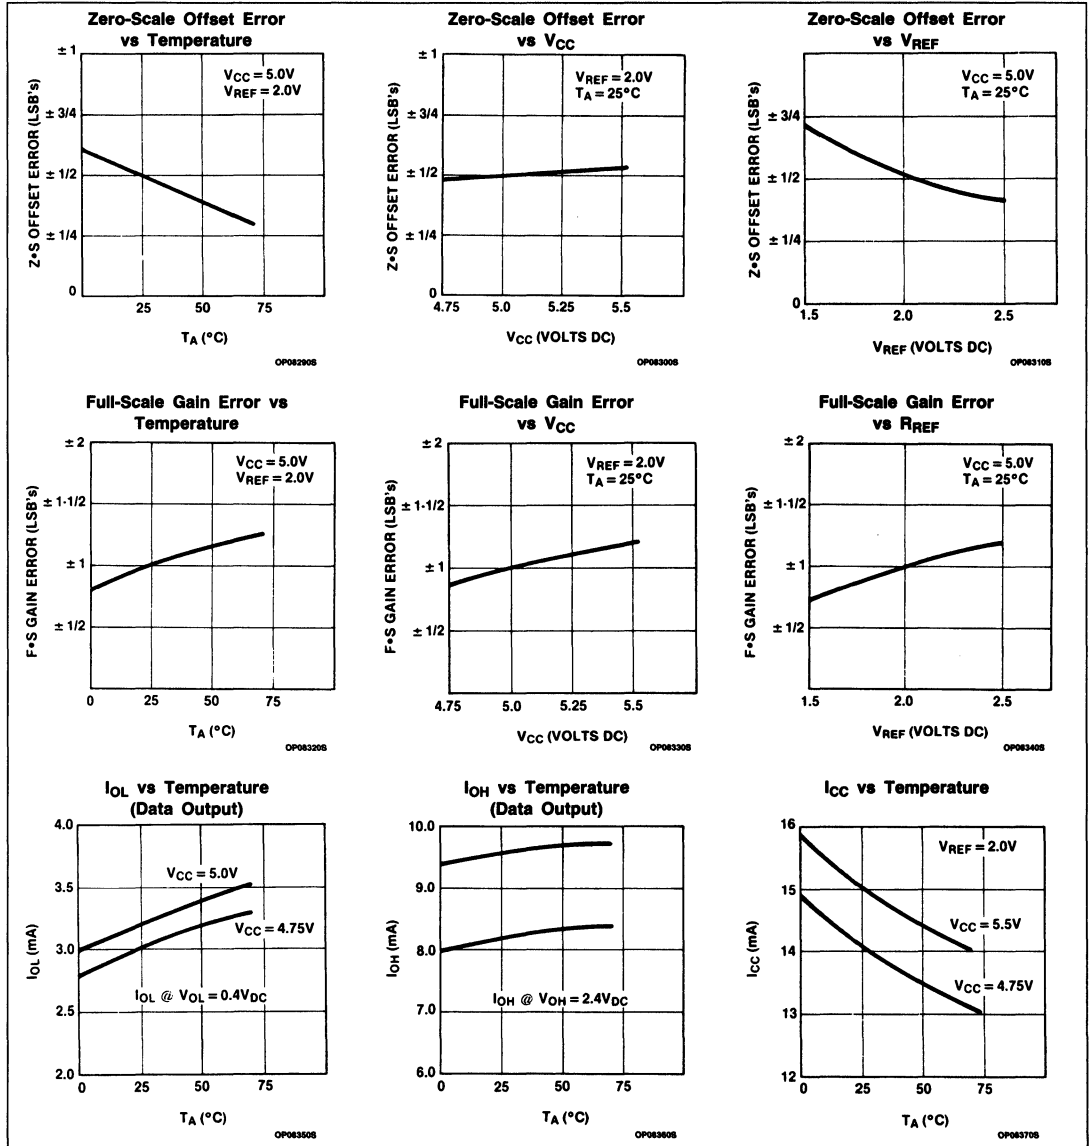 Zero-Scale Offset Error
vs Temperature
± 1
± 3/4
± 1/2
± 1/4
0
Z•S OFFSET ERROR (LSB's)
VCC = 5.0V
VREF = 2.0V
25
50
75
TA (°C)
OP08290S
Zero-Scale Offset Error
vs VCC
± 1
± 3/4
± 1/2
± 1/4
0
Z•S OFFSET ERROR (LSB's)
VREF = 2.0V
TA = 25°C
4.75
5.0
5.25
5.5
VCC (VOLTS DC)
OP08300S
Zero-Scale Offset Error
vs VREF
± 3/4
± 1/2
± 1/4
0
Z•S OFFSET ERROR (LSB's)
VCC = 5.0V
TA = 25°C
1.5
2.0
2.5
VREF (VOLTS DC)
OP08310S
Full-Scale Gain Error vs
Temperature
± 2
± 1-1/2
± 1
± 1/2
F•S GAIN ERROR (LSB's)
VCC = 5.0V
VREF = 2.0V
0
25
50
75
TA (°C)
OP08320S
Full-Scale Gain Error
vs VCC
± 2
± 1-1/2
± 1
± 1/2
F•S GAIN ERROR (LSB's)
VREF = 2.0V
TA = 25°C
4.75
5.0
5.25
5.5
VCC (VOLTS DC)
OP08330S
Full-Scale Gain Error
vs RREF
± 2
± 1-1/2
± 1
± 1/2
F•S GAIN ERROR (LSB's)
VCC = 5.0V
TA = 25°C
1.5
2.0
2.5
VREF (VOLTS DC)
OP08340S
IOL vs Temperature
(Data Output)
4.0
3.5
3.0
2.5
2.0
IOL (mA)
VCC = 5.0V
VCC = 4.75V
IOL @ VOL = 0.4VDC
0
25
50
75
TA (°C)
OP08350S
IOH vs Temperature
(Data Output)
10.0
9.0
8.0
7.0
6.0
IOH (mA)
IOH @ VOH = 2.4VDC
0
25
50
75
TA (°C)
OP08360S
ICC vs Temperature
16
15
14
13
12
ICC (mA)
VREF = 2.0V
VCC = 5.5V
VCC = 4.75V
0
25
50
75
TA (°C)
OP08370S